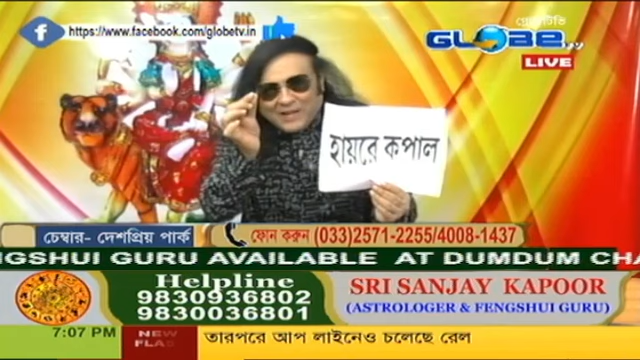 https://www.facebook.com/globetv.in
গ্লোবটিভি
GLOBE TV
LIVE
হায়রে কপাল
চেম্বার- দেশপ্রিয় পার্ক
ফোন করুন (033)2571-2255/4008-1437
NGSHUI GURU AVAILABLE AT DUMDUM CHA
Helpline
9830936802
9830036801
SRI SANJAY KAPOOR
(ASTROLOGER & FENGSHUI GURU)
7:07 PM
NEW
FLAS
তারপরে আপ লাইনেও চলেছে রেল